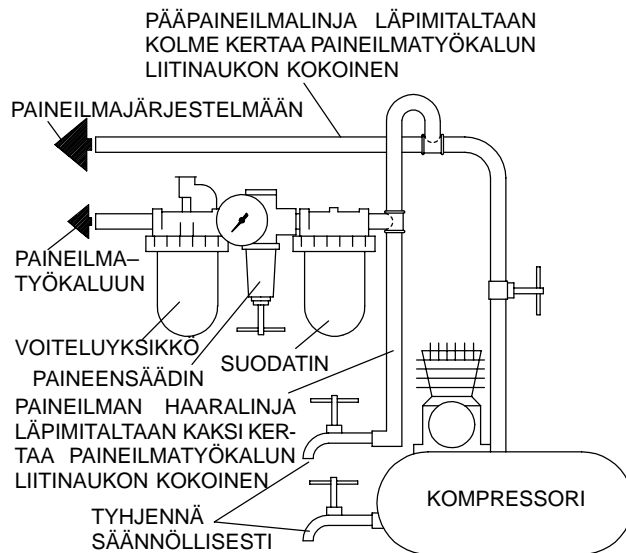 PÄÄPAINEILMALINJA LÄPIMITALTAAN
KOLME KERTAA PAINEILMATYÖKALUN
LIITINAUKON KOKOINEN
PAINEILMAJÄRJESTELMÄÄN
PAINEILMA–
TYÖKALUUN
VOITELUYKSIKKÖ
SUODATIN
PAINEENSÄÄDIN
PAINEILMAN HAARALINJA
LÄPIMITALTAAN KAKSI KER-
TAA PAINEILMATYÖKALUN
LIITINAUKON KOKOINEN
KOMPRESSORI
TYHJENNÄ
SÄÄNNÖLLISESTI